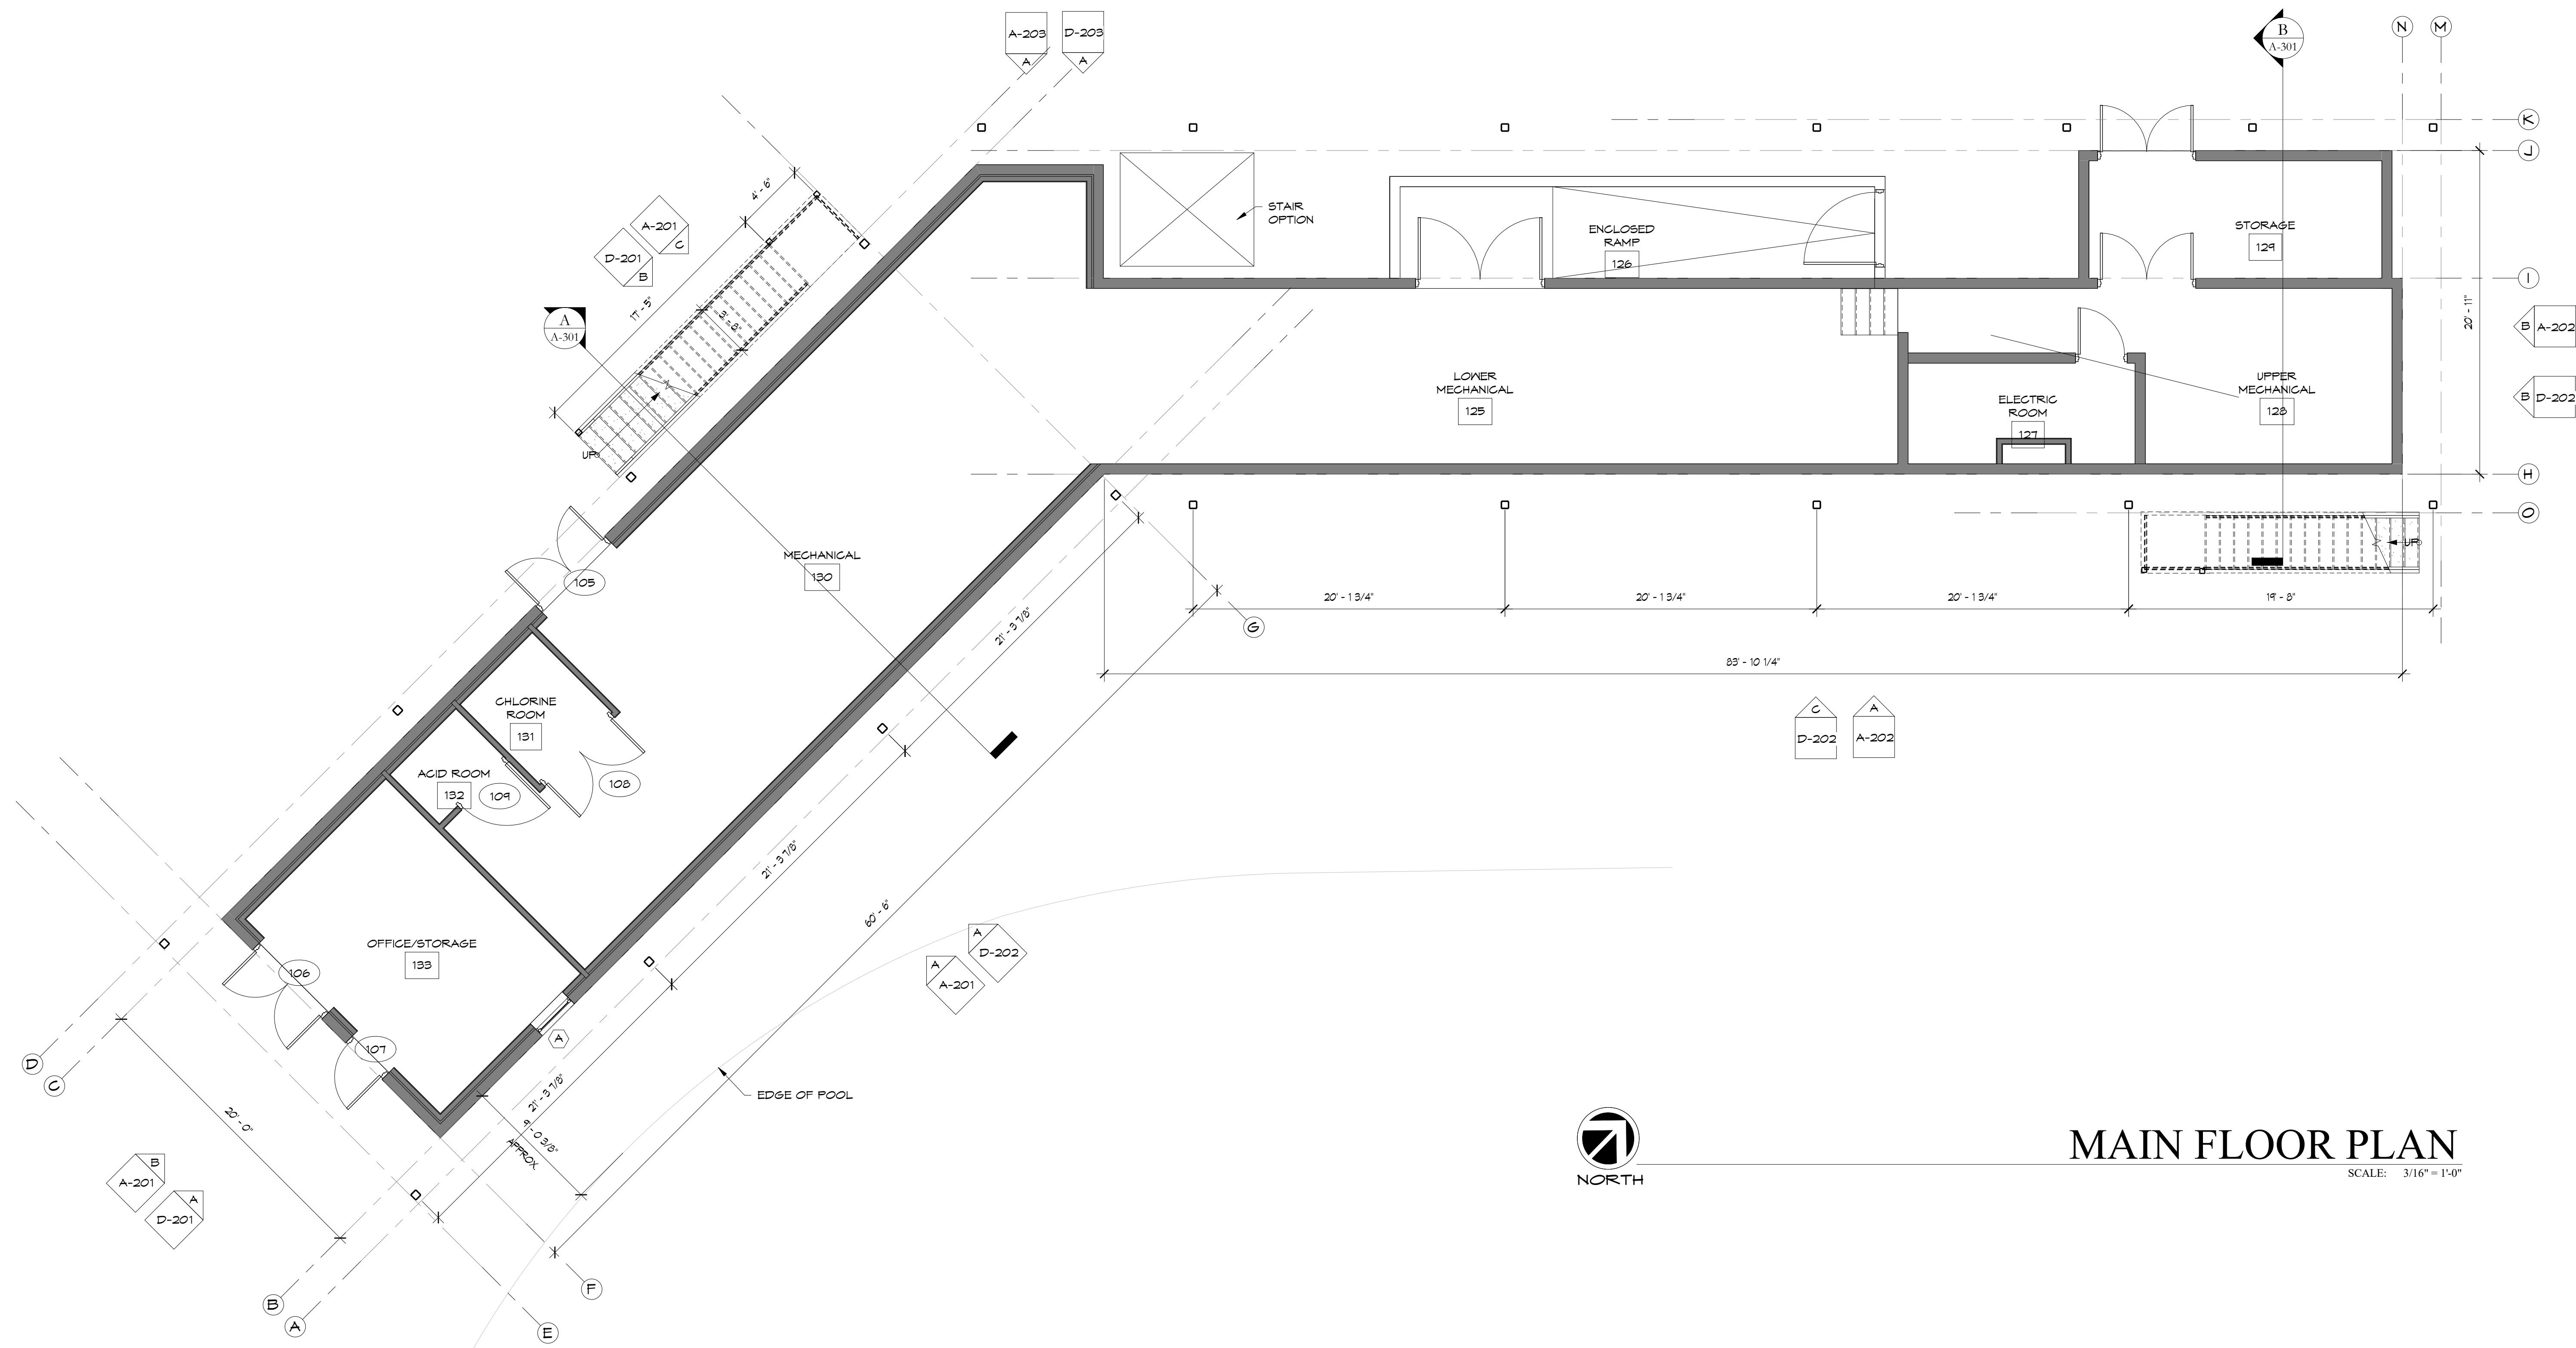 A-203
A
D-203
A
B
A-301
N
M
K
J
I
H
O
4' - 6"
A-201
C
D-201
B
17' - 5"
3' - 8"
A
A-301
UP
STAIR
OPTION
ENCLOSED
RAMP
126
STORAGE
129
20' - 11"
B
A-202
B
D-202
LOWER
MECHANICAL
125
ELECTRIC
ROOM
127
UPPER
MECHANICAL
128
UP
MECHANICAL
130
105
20' - 1 3/4"
20' - 1 3/4"
20' - 1 3/4"
19' - 8"
G
21' - 3 7/8"
83' - 10 1/4"
CHLORINE
ROOM
131
C
D-202
A
A-202
ACID ROOM
132
109
108
21' - 3 7/8"
60' - 6"
OFFICE/STORAGE
133
106
107
A
A
D-202
A
A-201
D
C
20' - 0"
21' - 3 7/8"
9' - 0 3/8"
APPROX.
EDGE OF POOL
B
A-201
A
D-201
F
B
A
E
NORTH
MAIN FLOOR PLAN
SCALE: 3/16" = 1'-0"